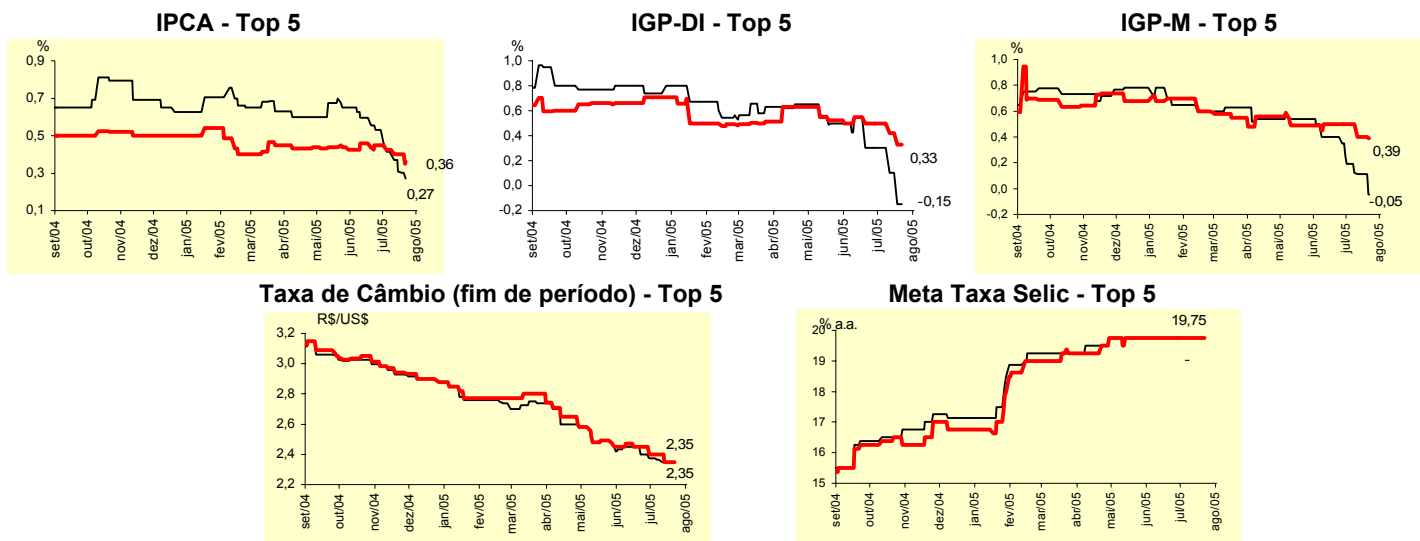 IPCA - Top 5
%
0,9
0,7
0,5
0,3
0,1
0,36
0,27
set/04
out/04
nov/04
dez/04
jan/05
fev/05
mar/05
abr/05
mai/05
jun/05
jul/05
ago/05
IGP-DI - Top 5
%
1,0
0,8
0,6
0,4
0,2
0,0
-0,2
0,33
-0,15
set/04
out/04
nov/04
dez/04
jan/05
fev/05
mar/05
abr/05
mai/05
jun/05
jul/05
ago/05
IGP-M - Top 5
%
1,0
0,8
0,6
0,4
0,2
0,0
-0,2
0,39
-0,05
set/04
out/04
nov/04
dez/04
jan/05
fev/05
mar/05
abr/05
mai/05
jun/05
jul/05
ago/05
Taxa de Câmbio (fim de período) - Top 5
R$/US$
3,2
3,0
2,8
2,6
2,4
2,2
2,35
2,35
set/04
out/04
nov/04
dez/04
jan/05
fev/05
mar/05
abr/05
mai/05
jun/05
jul/05
ago/05
Meta Taxa Selic - Top 5
% a.a.
20
19
18
17
16
15
19,75
-
set/04
out/04
nov/04
dez/04
jan/05
fev/05
mar/05
abr/05
mai/05
jun/05
jul/05
ago/05